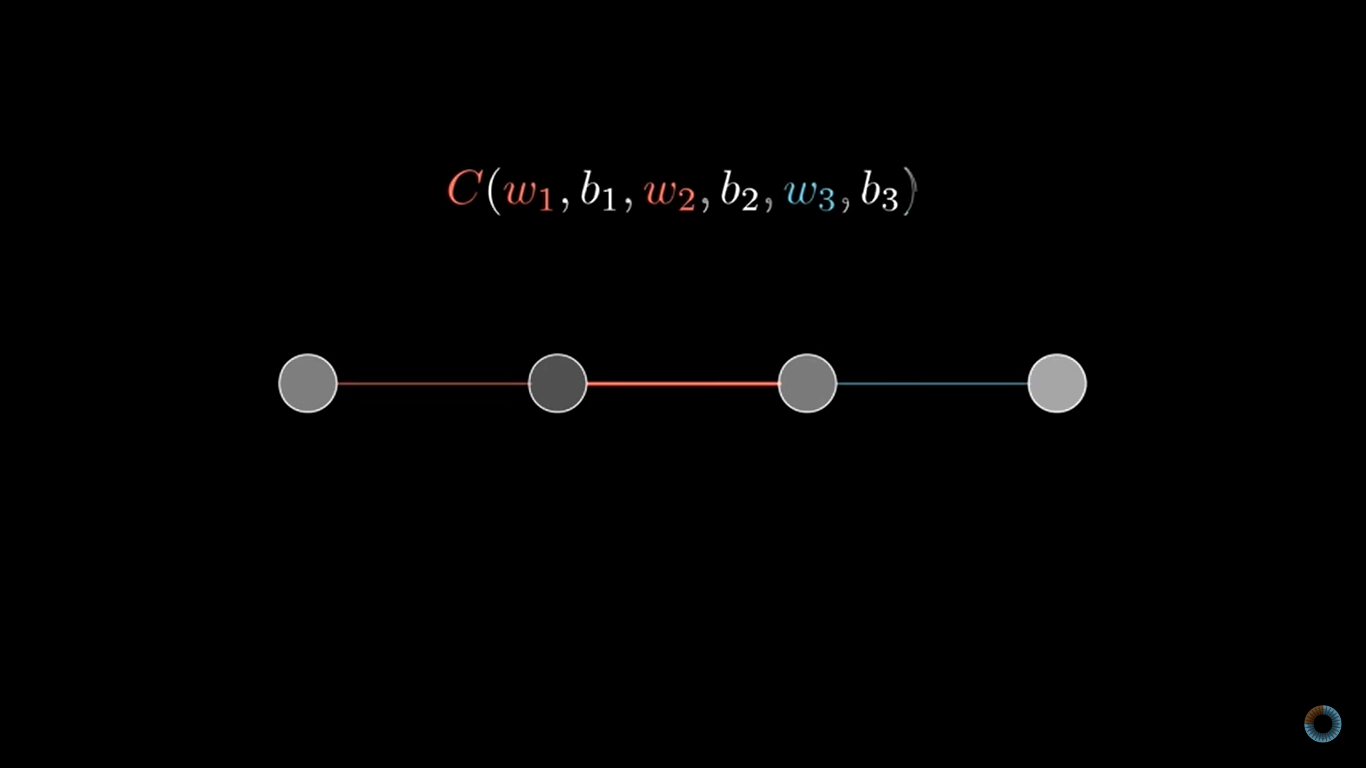 C(w₁, b₁, w₂, b₂, w₃, b₃)